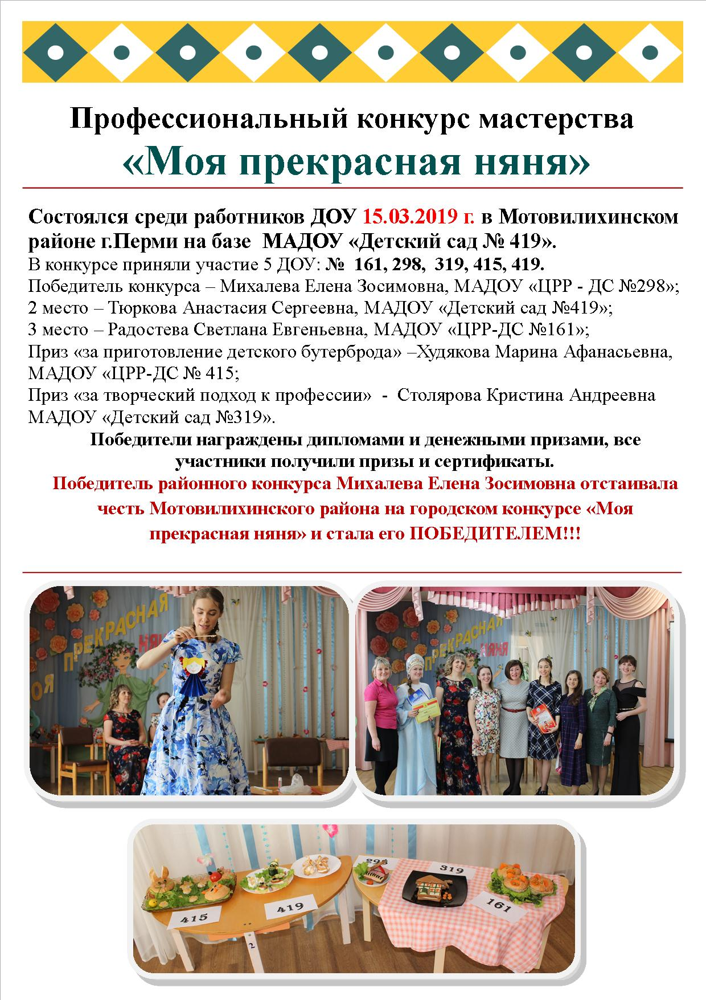 Профессиональный конкурс мастерства
«Моя прекрасная няня»
Состоялся среди работников ДОУ 15.03.2019 г. в Мотовилихинском
районе г.Перми на базе  МАДОУ «Детский сад № 419».
В конкурсе приняли участие 5 ДОУ: №  161, 298,  319, 415, 419.
Победитель конкурса – Михалева Елена Зосимовна, МАДОУ «ЦРР - ДС №298»;
2 место – Тюркова Анастасия Сергеевна, МАДОУ «Детский сад №419»;
3 место – Радостева Светлана Евгеньевна, МАДОУ «ЦРР-ДС №161»;
Приз «за приготовление детского бутерброда» –Худякова Марина Афанасьевна,
МАДОУ «ЦРР-ДС № 415;
Приз «за творческий подход к профессии»  -  Столярова Кристина Андреевна
МАДОУ «Детский сад №319».
Победители награждены дипломами и денежными призами, все
участники получили призы и сертификаты.
Победитель районного конкурса Михалева Елена Зосимовна отстаивала
честь Мотовилихинского района на городском конкурсе «Моя
прекрасная няня» и стала его ПОБЕДИТЕЛЕМ!!!
ОЯ ПРЕКРАСНАЯ
НЯН
ПРЕКРАСНАЯ
НЯНЯ
298
319
161
419
415
2